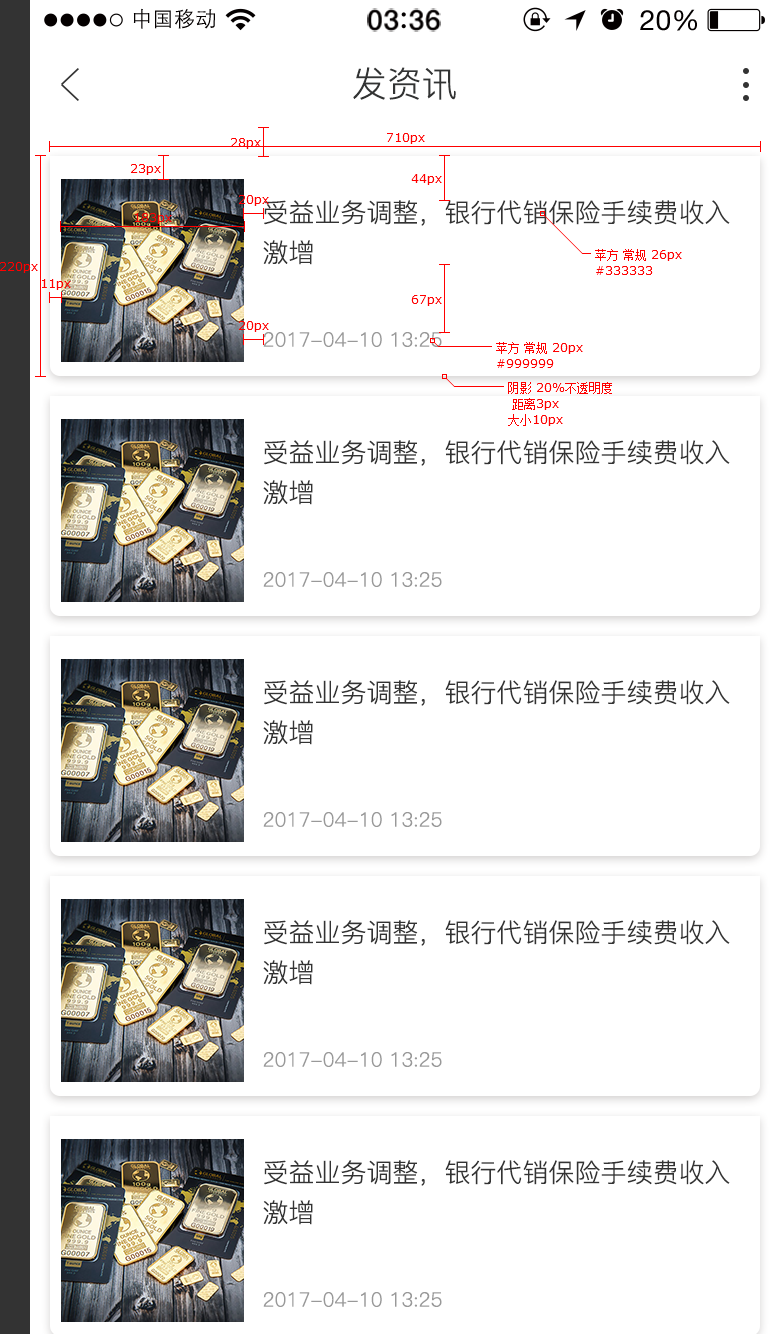 中国移动
03:36
20%
发资讯
710px
28px
23px
44px
20px
受益业务调整，银行代销保险手续费收入
激增
苹方 常规 26px
#333333
220px
11px
67px
20px
2017-04-10 13:25
苹方 常规 20px
#999999
阴影 20%不透明度
距离3px
大小10px
受益业务调整，银行代销保险手续费收入
激增
2017-04-10 13:25
受益业务调整，银行代销保险手续费收入
激增
2017-04-10 13:25
受益业务调整，银行代销保险手续费收入
激增
2017-04-10 13:25
受益业务调整，银行代销保险手续费收入
激增
2017-04-10 13:25